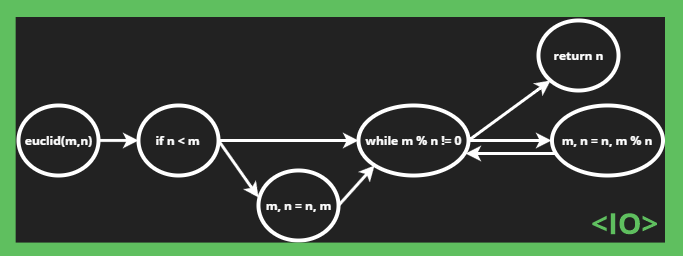 return n
euclid(m,n)
if n < m
while m % n != 0
m, n = n, m % n
m, n = n, m
<IO>